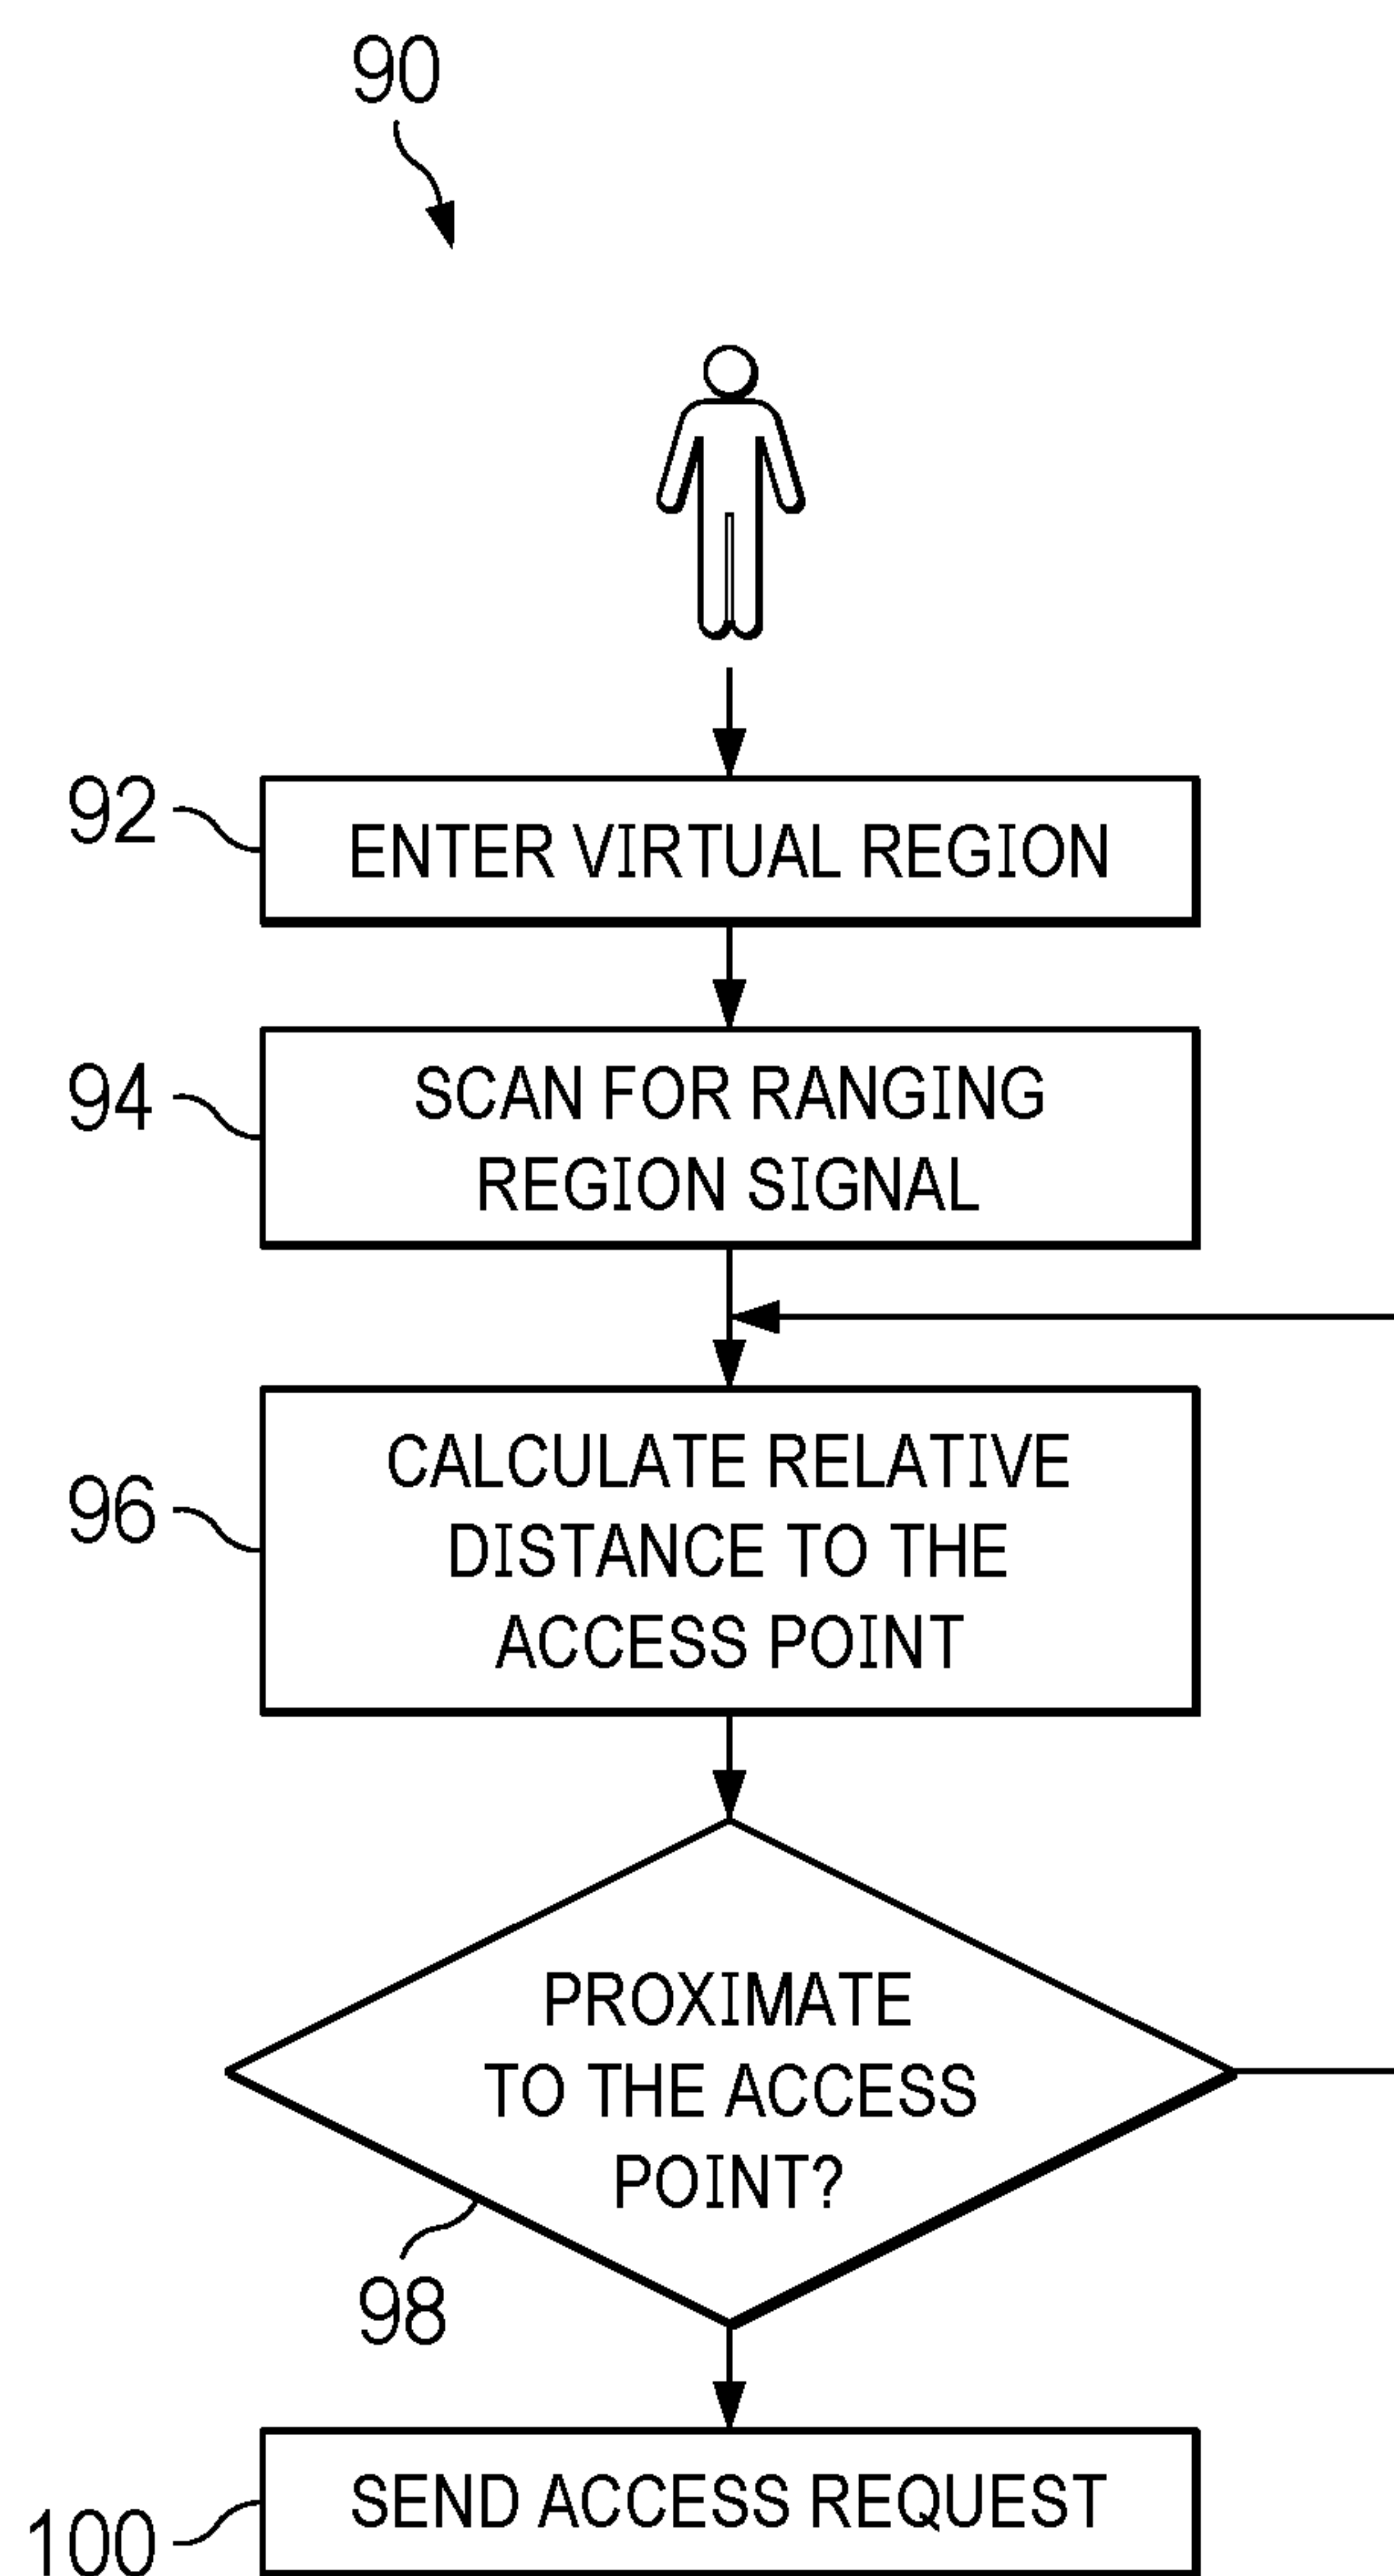 90
92
ENTER VIRTUAL REGION
94
SCAN FOR RANGING
REGION SIGNAL
96
CALCULATE RELATIVE
DISTANCE TO THE
ACCESS POINT
PROXIMATE
TO THE ACCESS
POINT?
98
SEND ACCESS REQUEST
100